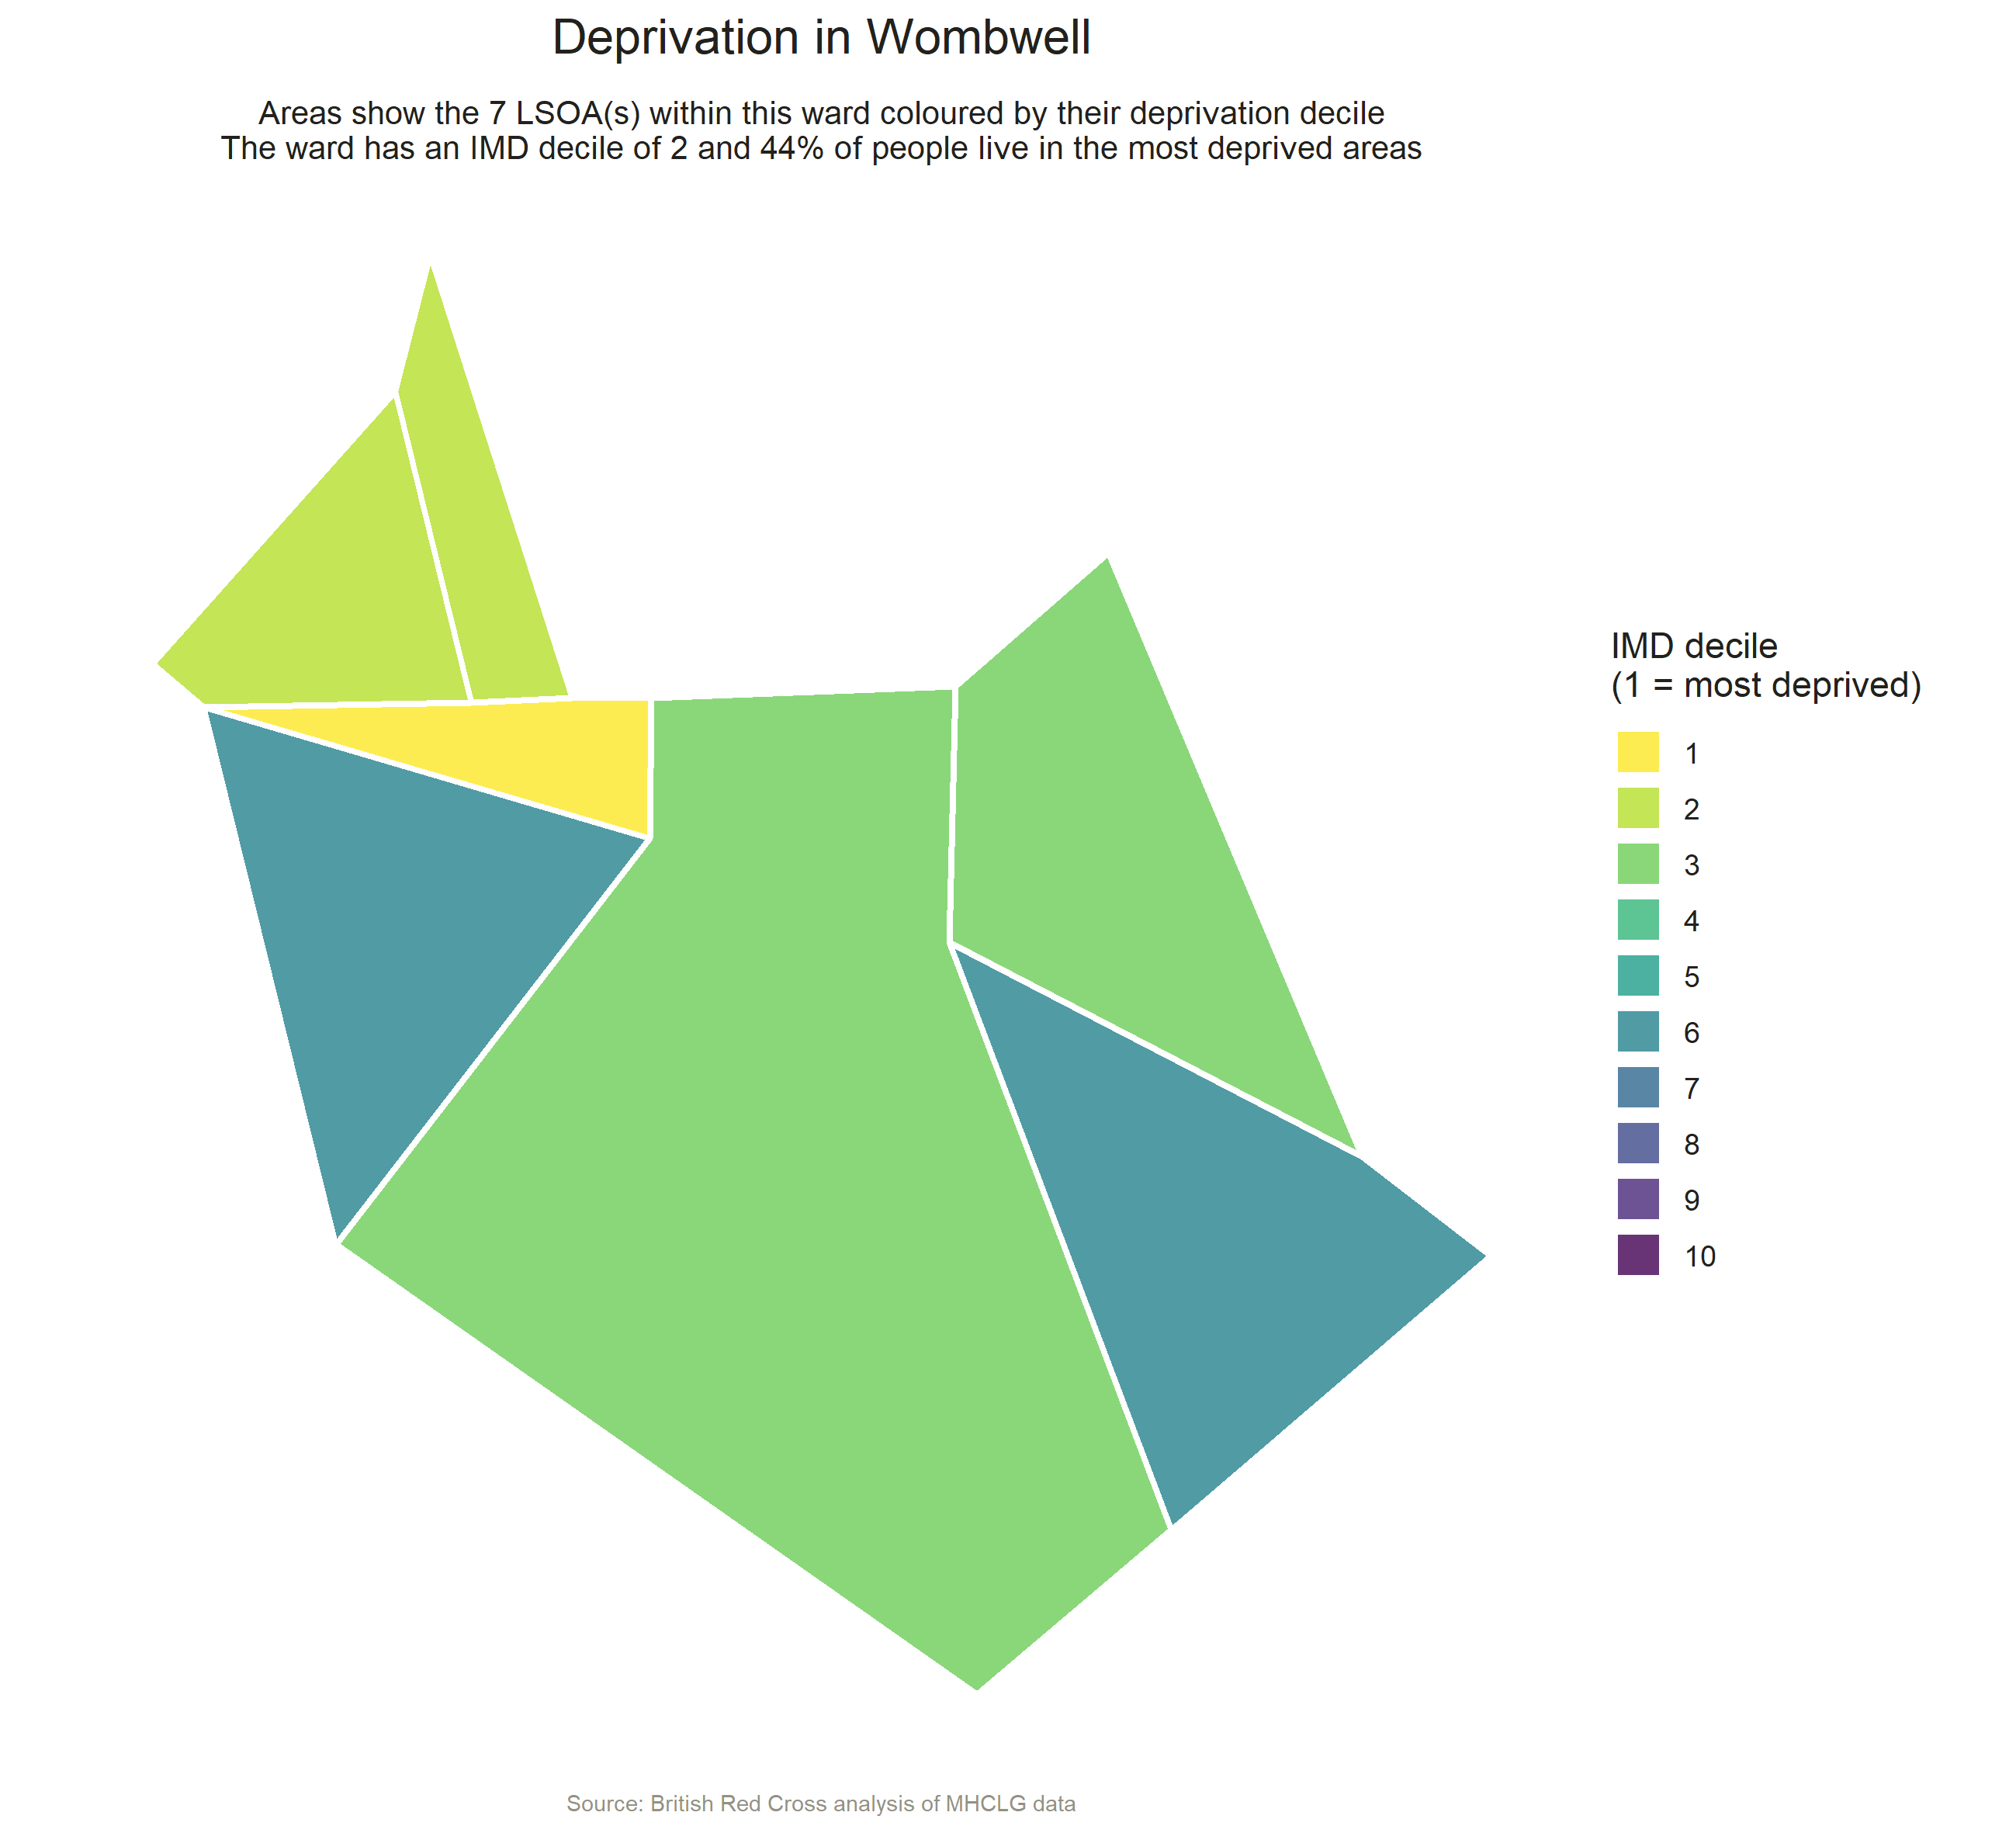 Deprivation in Wombwell
Areas show the 7 LSOA(s) within this ward coloured by their deprivation decile
The ward has an IMD decile of 2 and 44% of people live in the most deprived areas
IMD decile
(1 = most deprived)
1
2
3
4
5
6
7
8
9
10
Source: British Red Cross analysis of MHCLG data